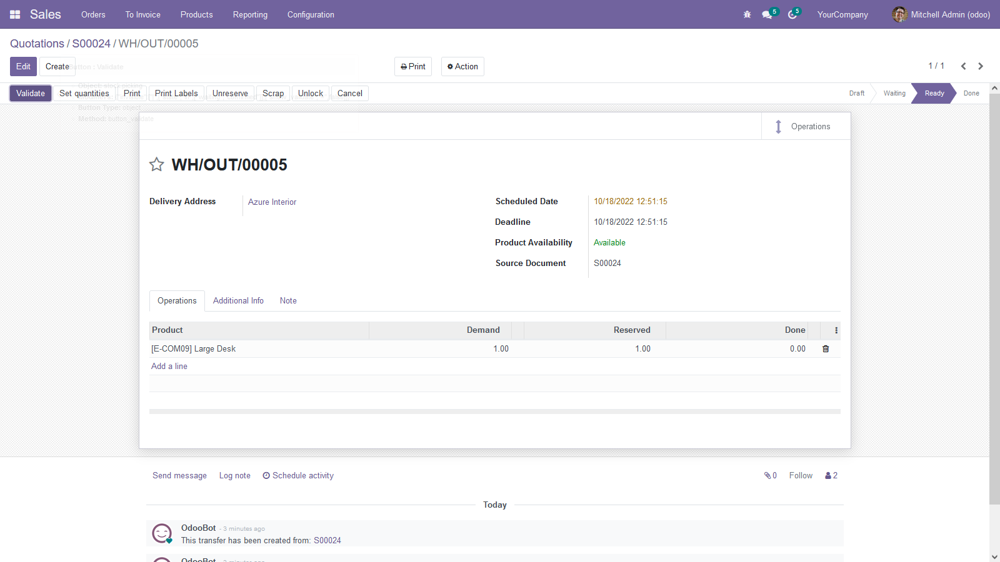 Sales Orders To Invoice Products Reporting Configuration 5 5 YourCompany Mitchell Admin (odoo)
Quotations / S00024 / WH/OUT/00005
Edit Create Print Action 1 / 1
Button : Validate
Validate Set quantities Print Print Labels Unreserve Scrap Unlock Cancel Draft Waiting Ready Done
Button Type: object
Method: button_validate
Operations
WH/OUT/00005
Delivery Address Azure Interior
Scheduled Date 10/18/2022 12:51:15
Deadline 10/18/2022 12:51:15
Product Availability Available
Source Document S00024
Operations Additional Info Note
Product Demand Reserved Done
[E-COM09] Large Desk 1.00 1.00 0.00
Add a line
Send message Log note Schedule activity 0 Follow 2
Today
OdooBot - 3 minutes ago
This transfer has been created from: S00024
OdooBot - 3 minutes ago